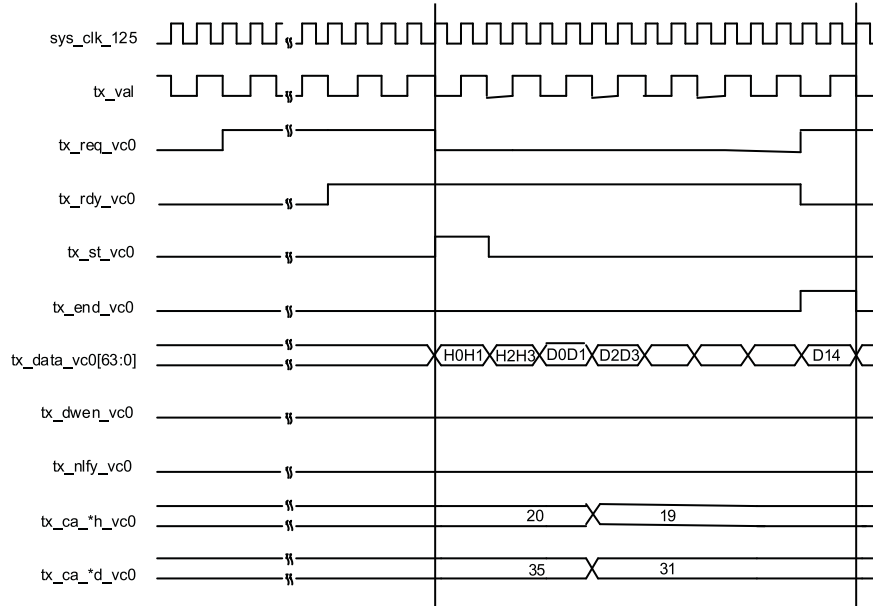 sys_clk_125
tx_val
tx_req_vc0
tx_rdy_vc0
tx_st_vc0
tx_end_vc0
tx_data_vc0[63:0] H0H1 H2H3 D0D1 D2D3 D14
tx_dwen_vc0
tx_nlfy_vc0
tx_ca_*h_vc0 20 19
tx_ca_*d_vc0 35 31